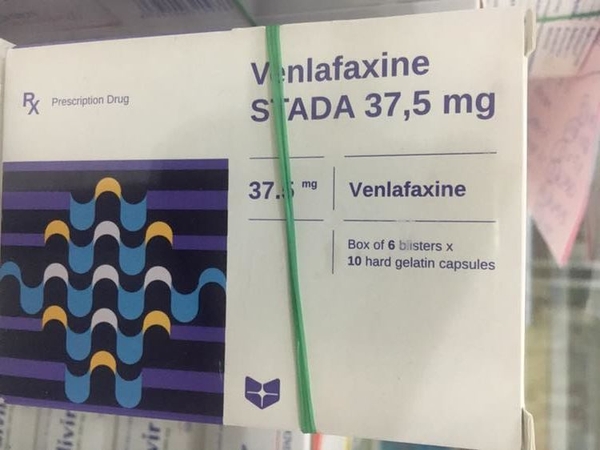 Rx Prescription Drug
Venlafaxine
STADA 37,5 mg
37.5 mg
Venlafaxine
Box of 6 blisters x
10 hard gelatin capsules